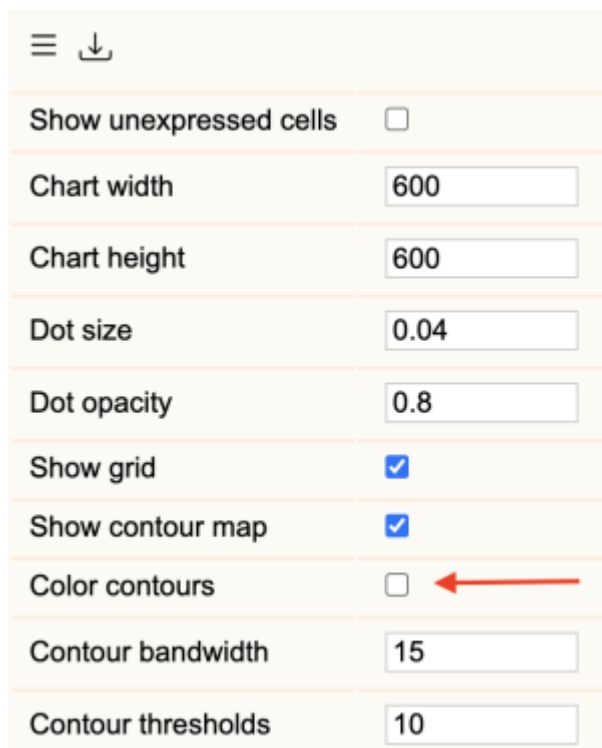 Show unexpressed cells
Chart width 600
Chart height 600
Dot size 0.04
Dot opacity 0.8
Show grid
Show contour map
Color contours
Contour bandwidth 15
Contour thresholds 10